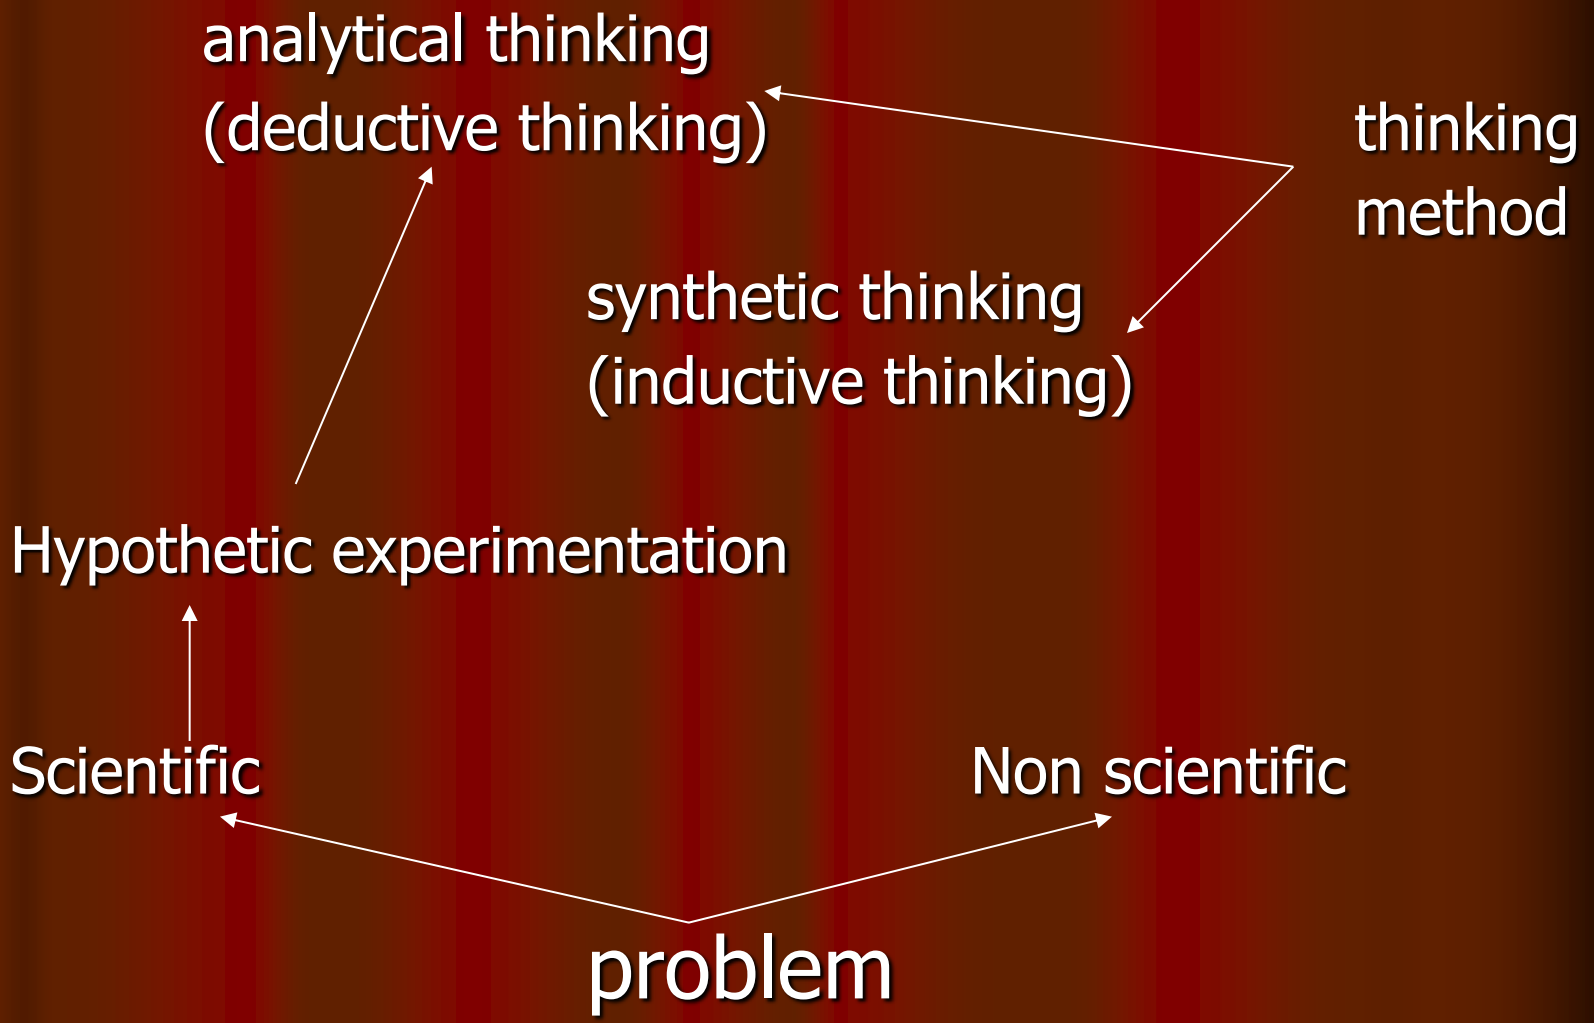 analytical thinking
(deductive thinking)
thinking
method
synthetic thinking
(inductive thinking)
Hypothetic experimentation
Scientific
Non scientific
problem